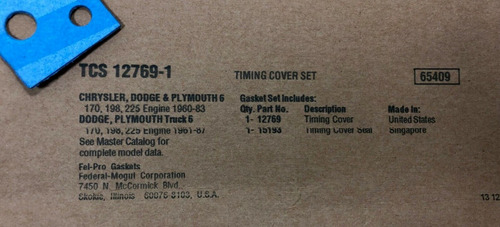 TCS 12769-1 TIMING COVER SET 65409
CHRYSLER, DODGE & PLYMOUTH 6
170, 198, 225 Engine 1960-83
DODGE, PLYMOUTH Truck 6
170, 198, 225 Engine 1961-87
See Master Catalog for
complete model data.
Gasket Set includes:
Qty. Part No. Description Made in:
1- 12769 Timing Cover United States
1- 15193 Timing Cover Seal Singapore
Fel-Pro Gaskets
Federal-Mogul Corporation
7450 N. McCormick Blvd.
Skokie, Illinois 60076-8103, U.S.A.
13 12